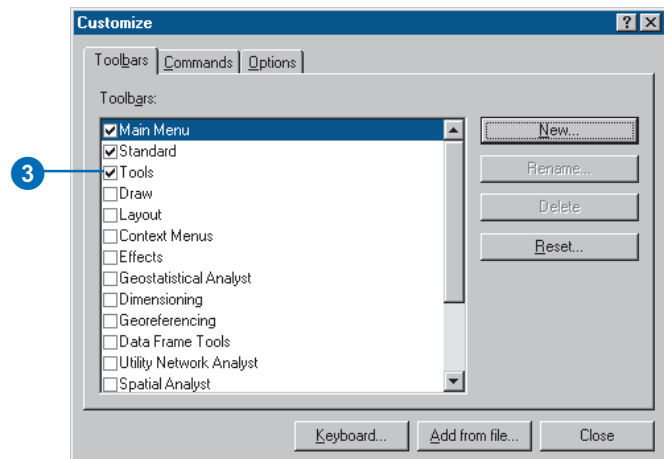 Customize
Toolbars Commands Options
Toolbars:
Main Menu
Standard
3
Tools
Draw
Layout
Context Menus
Effects
Geostatistical Analyst
Dimensioning
Georeferencing
Data Frame Tools
Utility Network Analyst
Spatial Analyst
New...
Rename...
Delete
Reset...
Keyboard... Add from file... Close